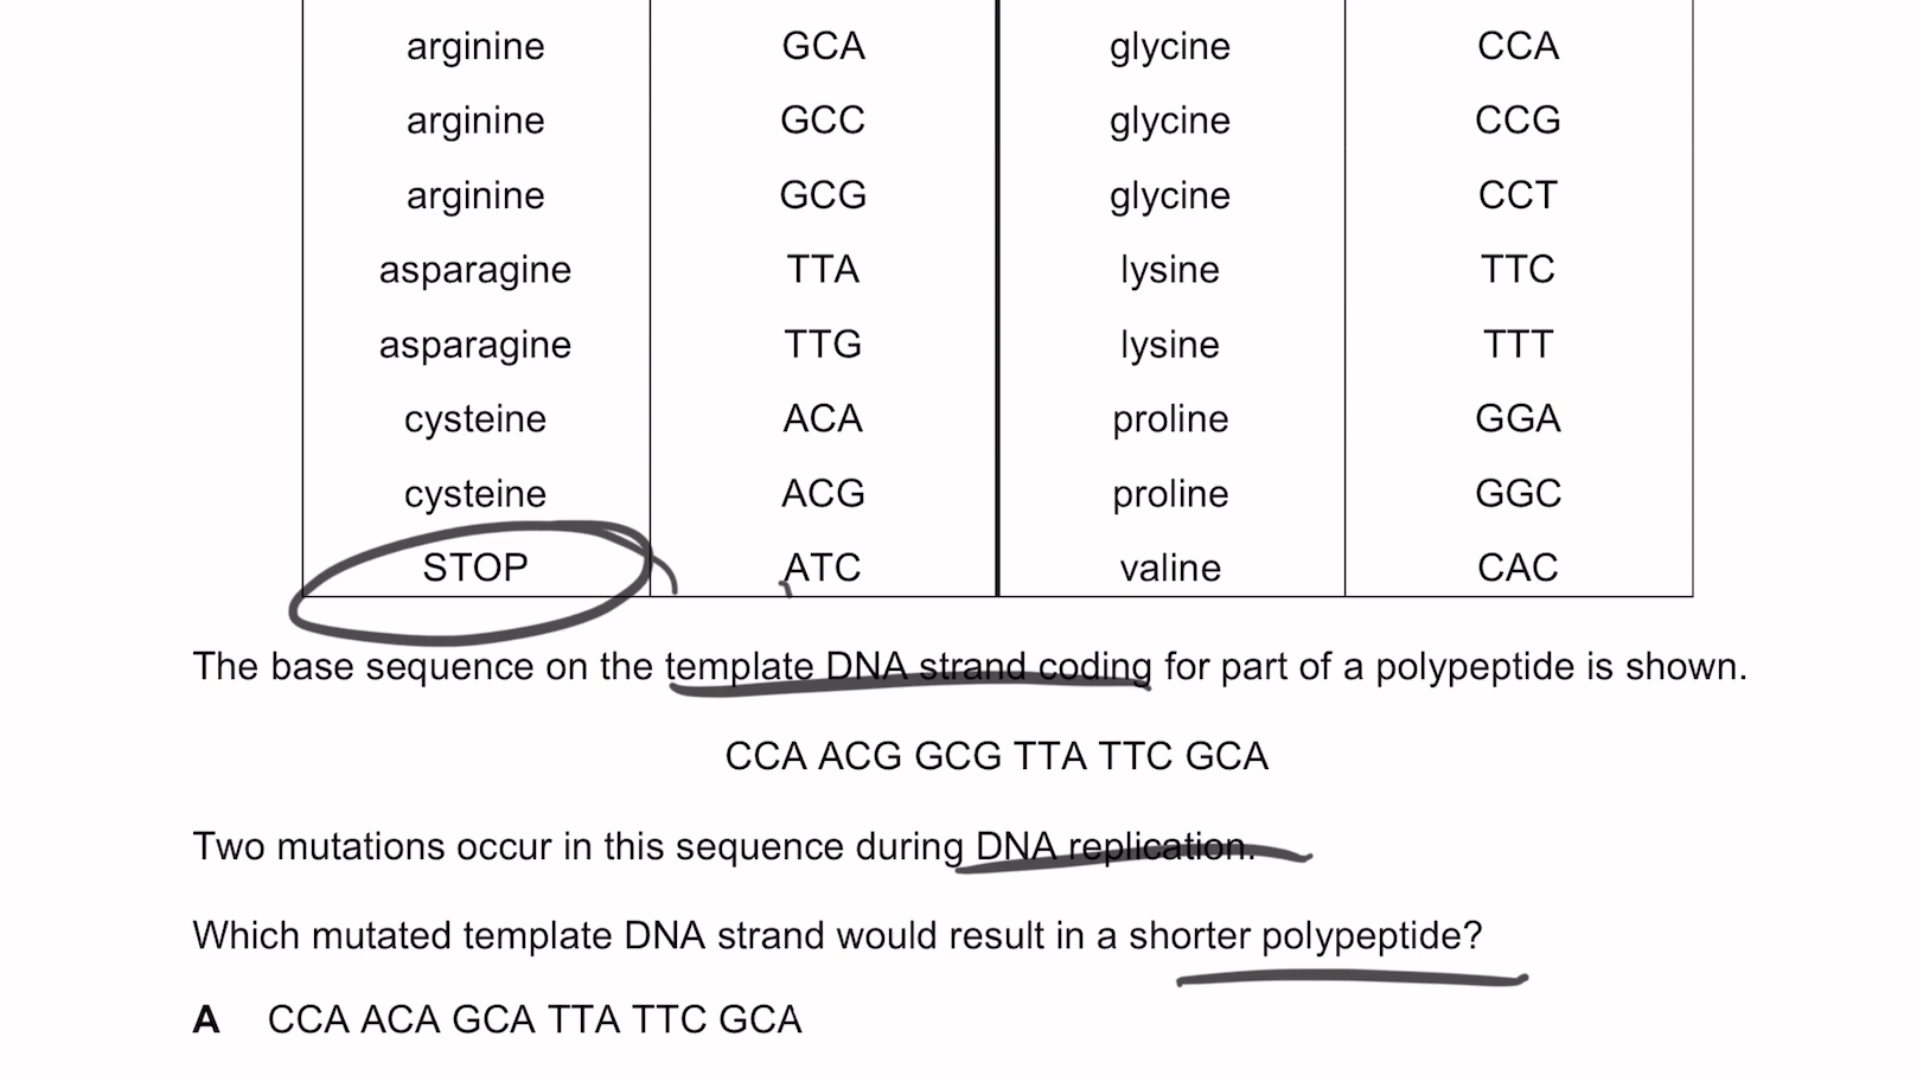 arginine GCA glycine CCA
arginine GCC glycine CCG
arginine GCG glycine CCT
asparagine TTA lysine TTC
asparagine TTG lysine TTT
cysteine ACA proline GGA
cysteine ACG proline GGC
STOP ATC valine CAC
The base sequence on the template DNA strand coding for part of a polypeptide is shown.
CCA ACG GCG TTA TTC GCA
Two mutations occur in this sequence during DNA replication.
Which mutated template DNA strand would result in a shorter polypeptide?
A CCA ACA GCA TTA TTC GCA